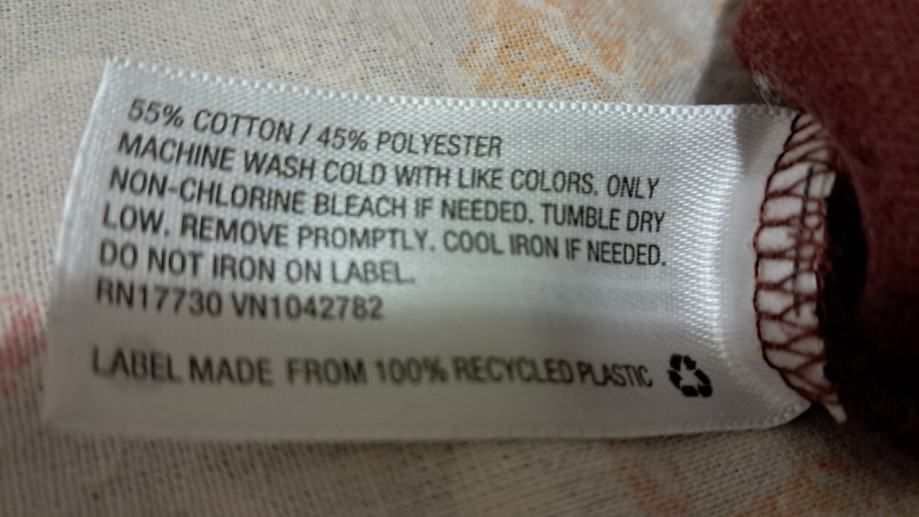 55% COTTON / 45% POLYESTER
MACHINE WASH COLD WITH LIKE COLORS. ONLY
NON-CHLORINE BLEACH IF NEEDED. TUMBLE DRY
LOW. REMOVE PROMPTLY. COOL IRON IF NEEDED.
DO NOT IRON ON LABEL.
RN17730 VN1042782
LABEL MADE FROM 100% RECYCLED PLASTIC